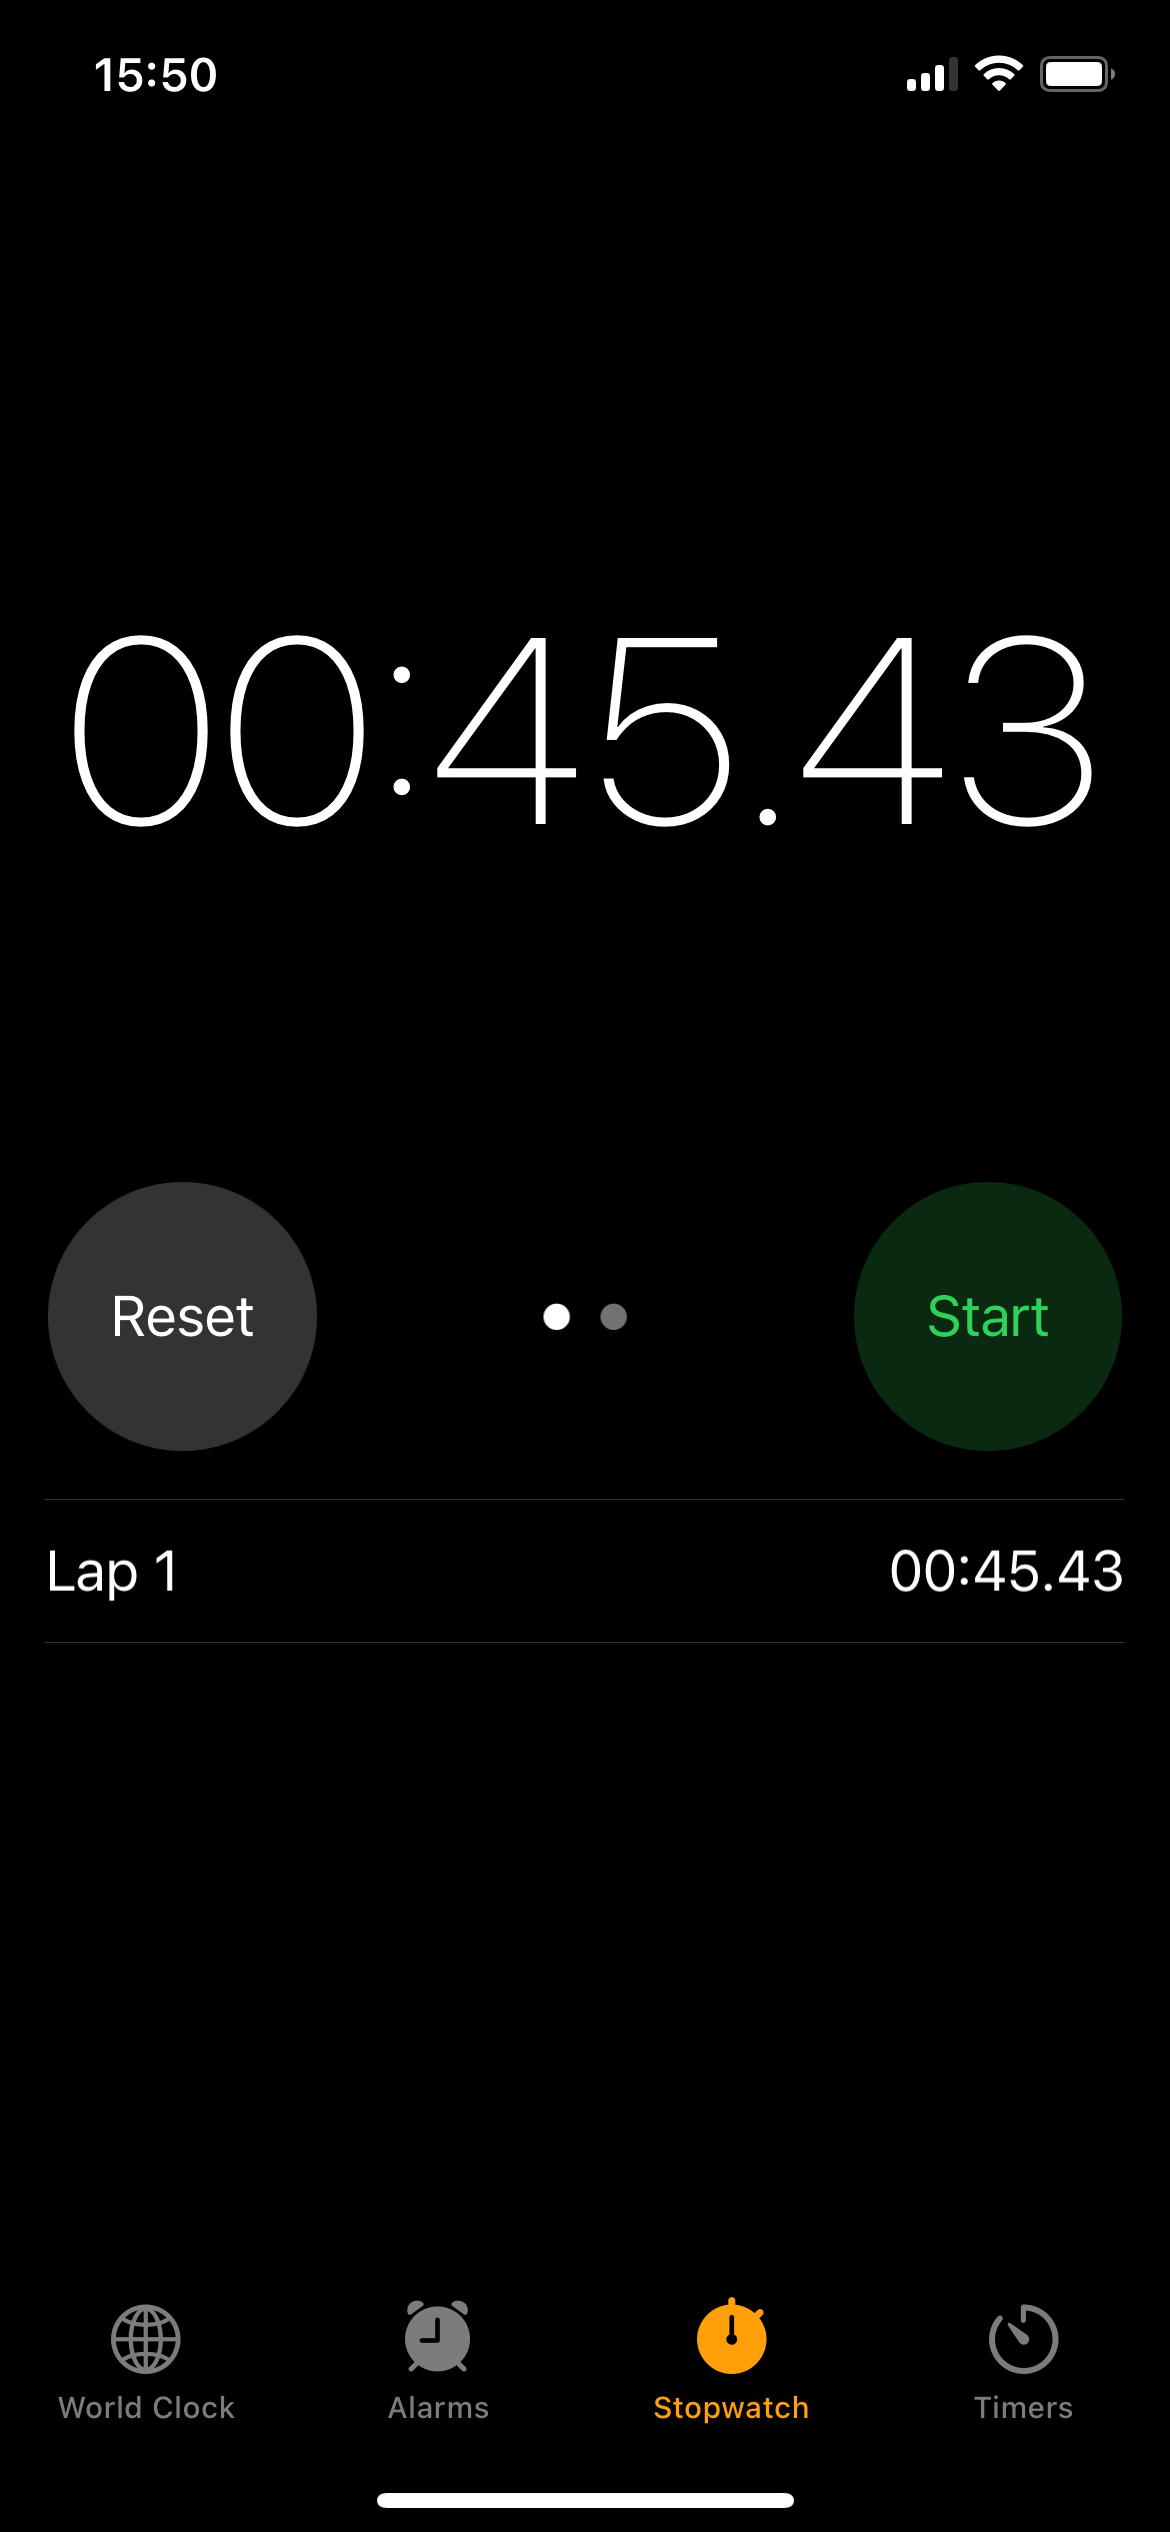 15:50
00:45.43
Reset
Start
Lap 1 00:45.43
World Clock Alarms Stopwatch Timers